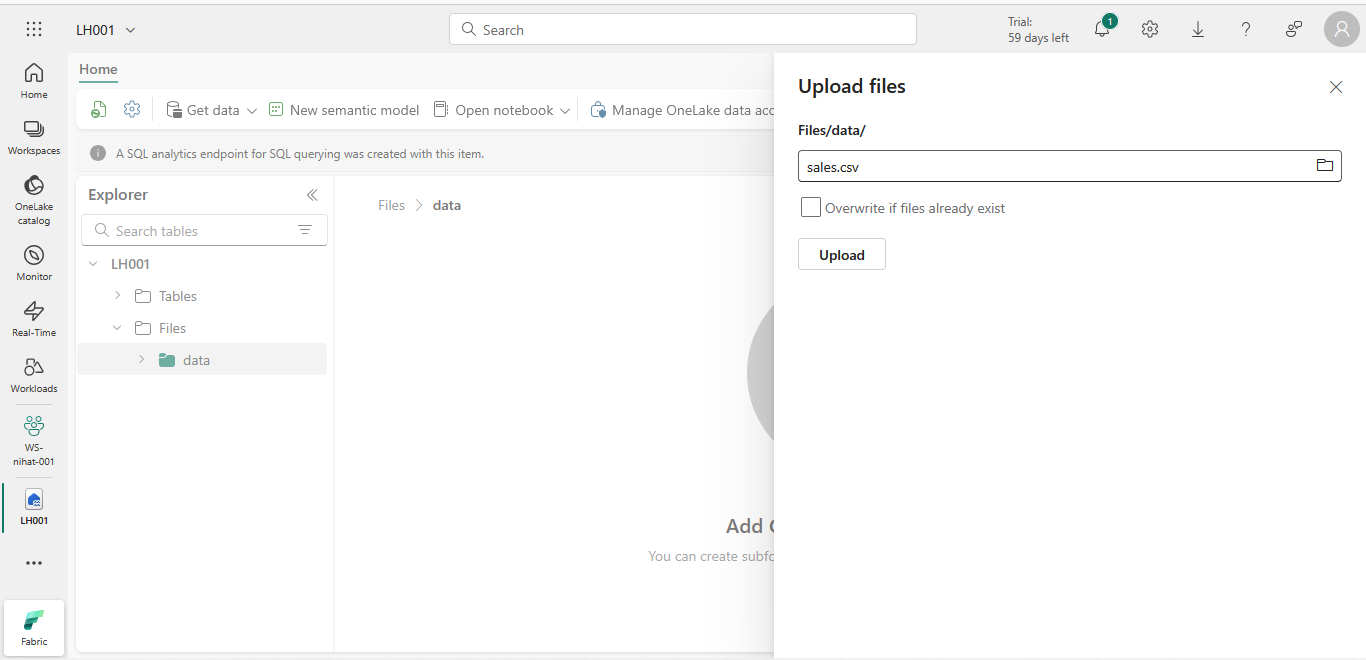 LH001
Search
Trial:
59 days left
1
Home
Workspaces
OneLake
catalog
Monitor
Real-Time
Workloads
WS-
nihat-001
LH001
Fabric
Home
Get data
New semantic model
Open notebook
Manage OneLake data acc
A SQL analytics endpoint for SQL querying was created with this item.
Explorer
Search tables
LH001
Tables
Files
data
Files > data
Add
You can create subfo
Upload files
Files/data/
sales.csv
Overwrite if files already exist
Upload